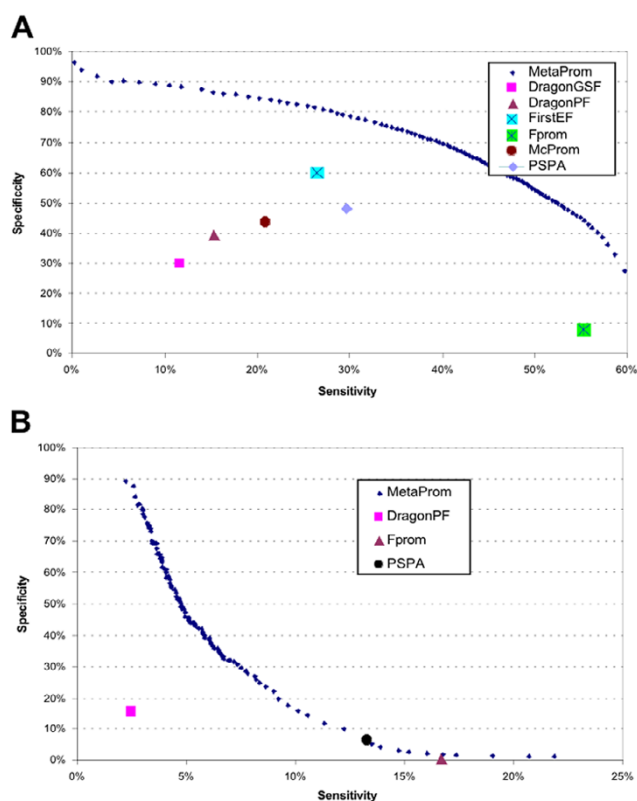 A
100%
90%
80%
70%
60%
50%
40%
30%
20%
10%
0%
Specificcity
MetaProm
DragonGSF
DragonPF
FirstEF
Fprom
McProm
PSPA
0%
10%
20%
30%
40%
50%
60%
Sensitivity
B
100%
90%
80%
70%
60%
50%
40%
30%
20%
10%
0%
Specificity
MetaProm
DragonPF
Fprom
PSPA
0%
5%
10%
15%
20%
25%
Sensitivity